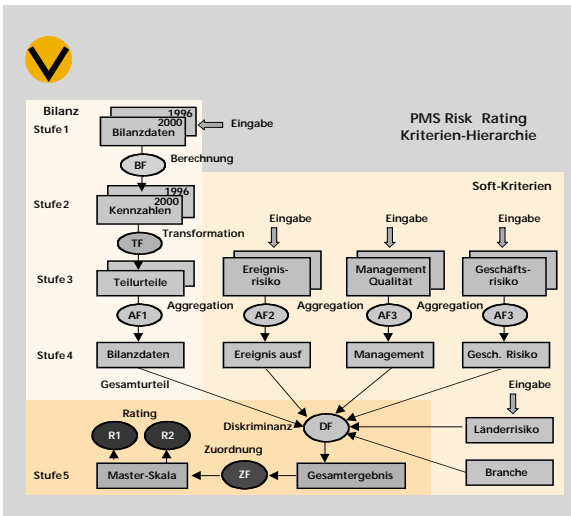 PMS Risk Rating
Kriterien-Hierarchie
Bilanz
Stufe 1
1996
2000
Bilanzdaten
Eingabe
BF
Berechnung
Soft-Kriterien
Stufe 2
1996
2000
Kennzahlen
TF
Transformation
Eingabe
Eingabe
Eingabe
Stufe 3
Teilurteile
Ereignis-
risiko
Management
Qualität
Geschäfts-
risiko
AF1
Aggregation
AF2
Aggregation
AF3
Aggregation
AF3
Stufe 4
Bilanzdaten
Ereignis ausf
Management
Gesch. Risiko
Gesamturteil
Eingabe
Rating
R1
R2
Diskriminanz
DF
Länderrisiko
Zuordnung
Stufe 5
Master-Skala
ZF
Gesamtergebnis
Branche